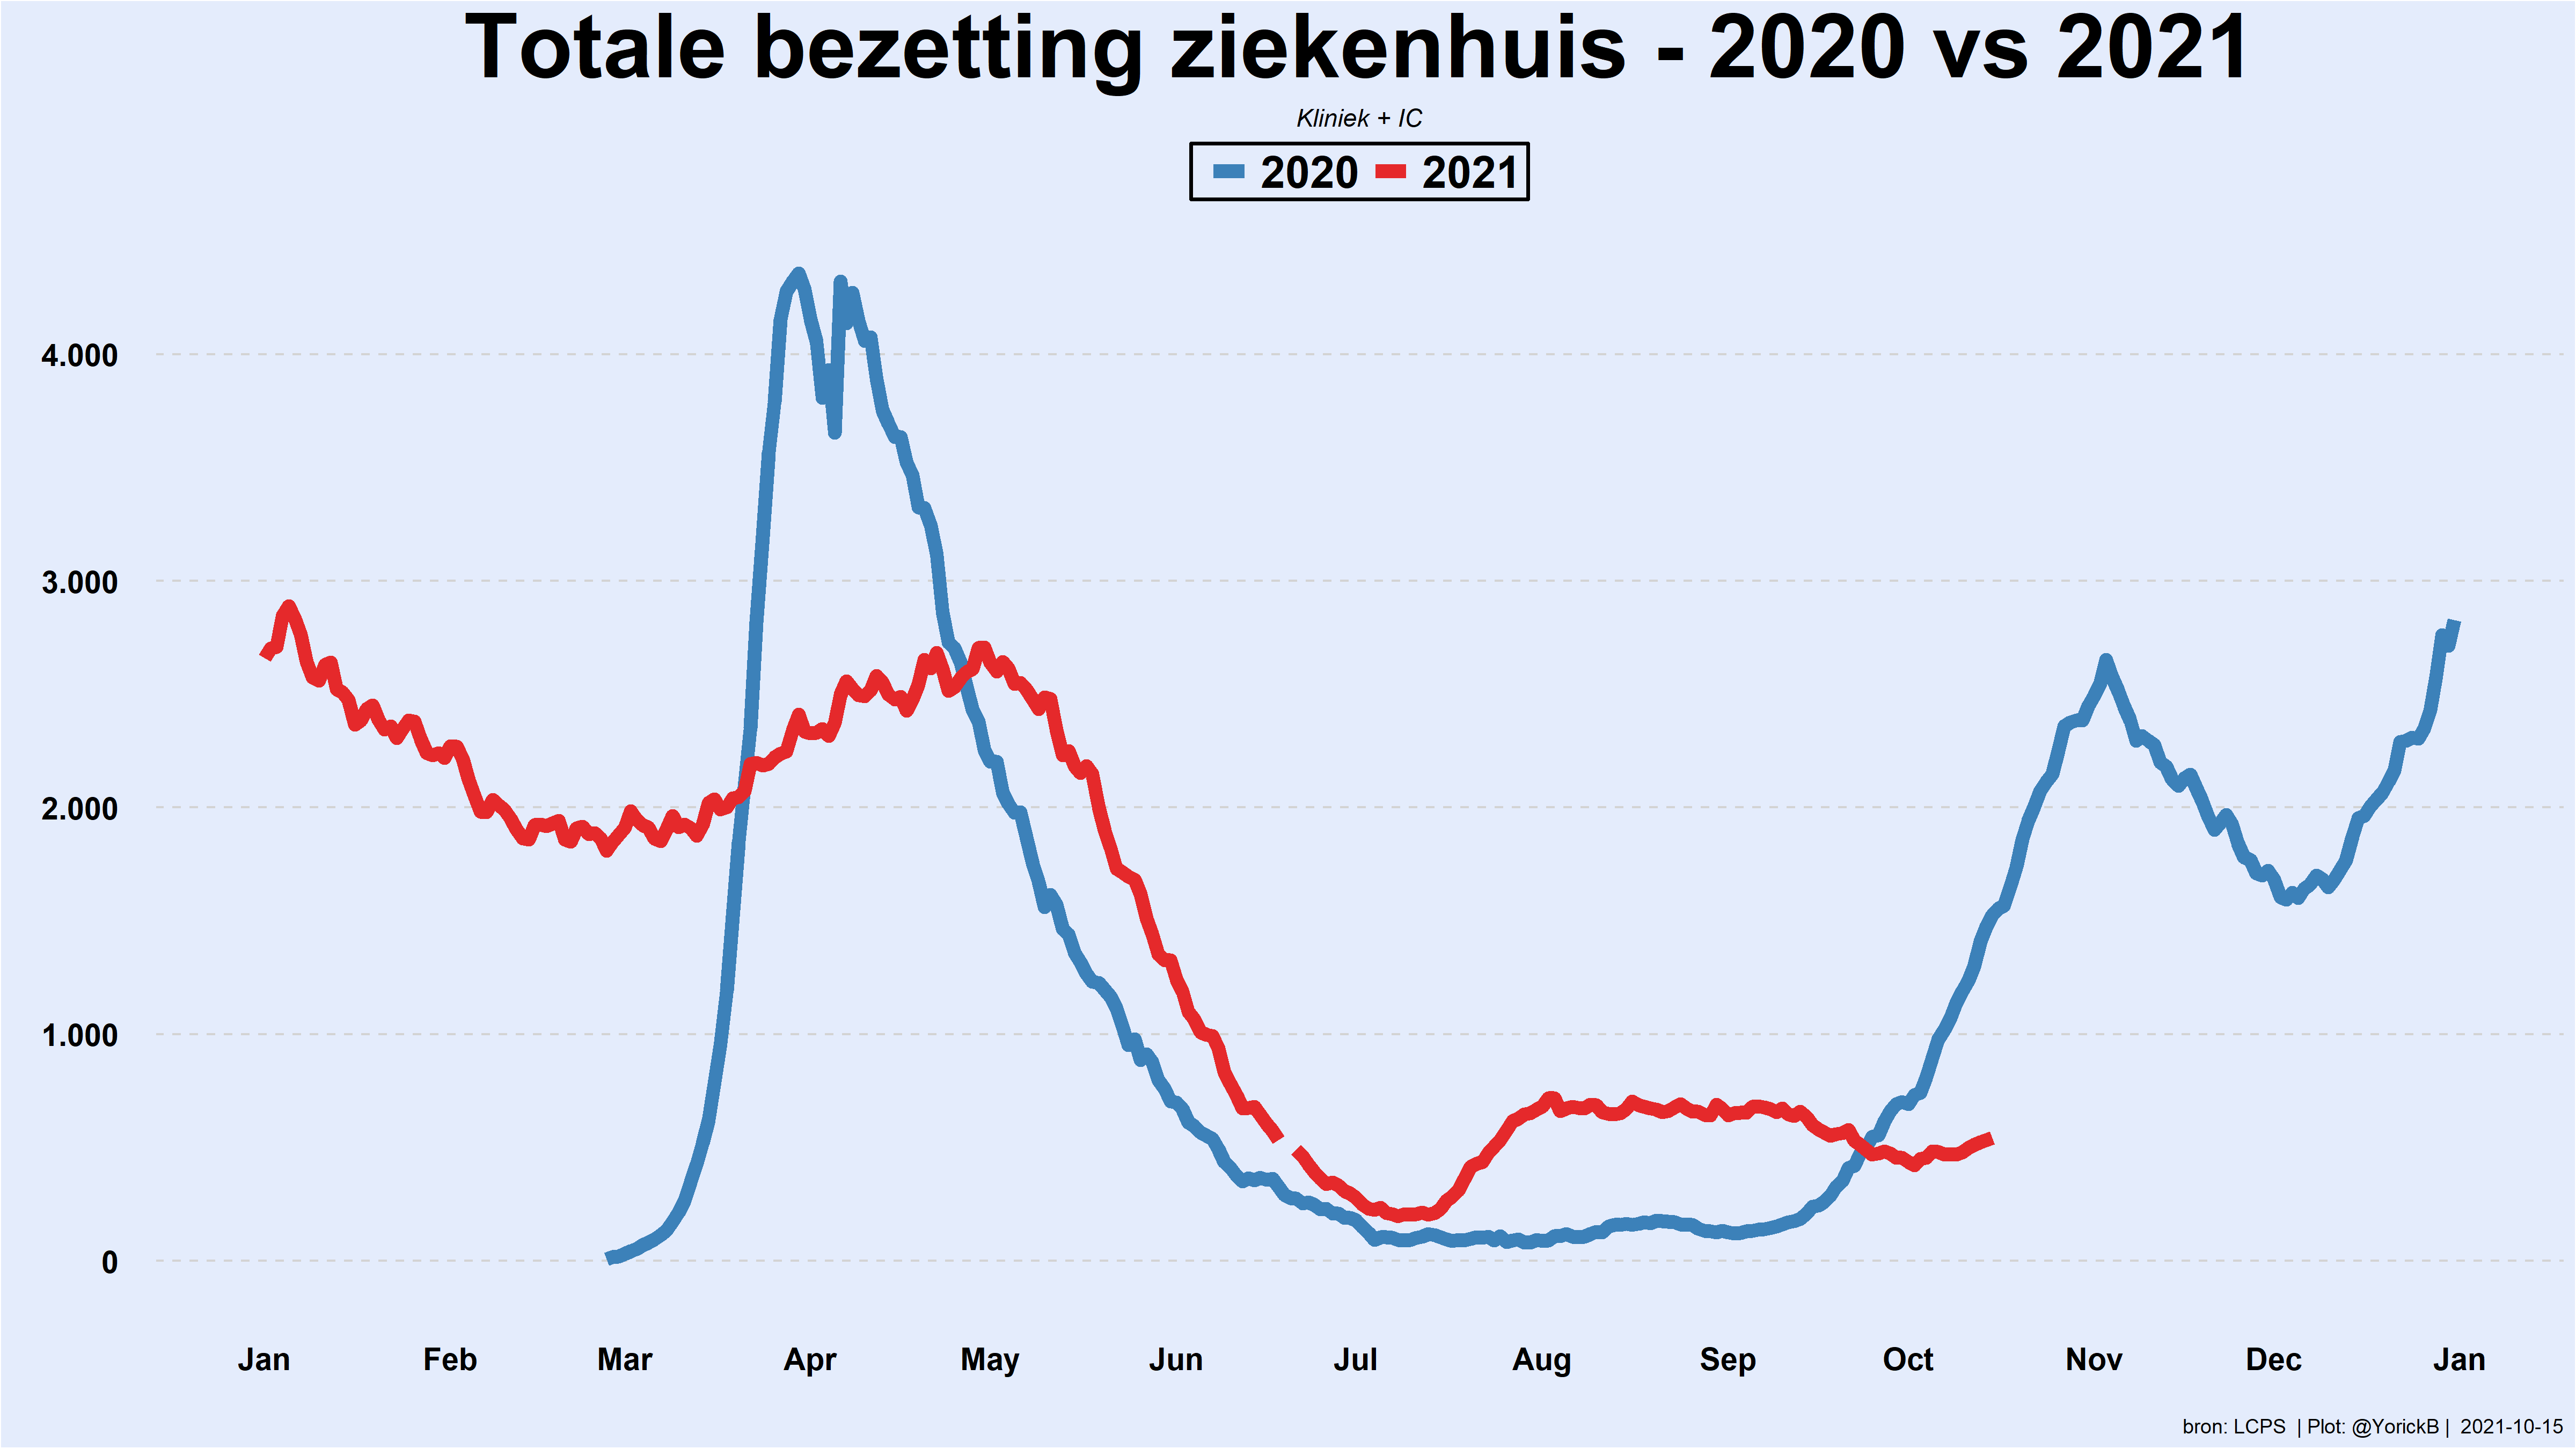 Totale bezetting ziekenhuis - 2020 vs 2021
Kliniek + IC
2020 2021
4.000
3.000
2.000
1.000
0
Jan Feb Mar Apr May Jun Jul Aug Sep Oct Nov Dec Jan
bron: LCPS | Plot: @YorickB | 2021-10-15